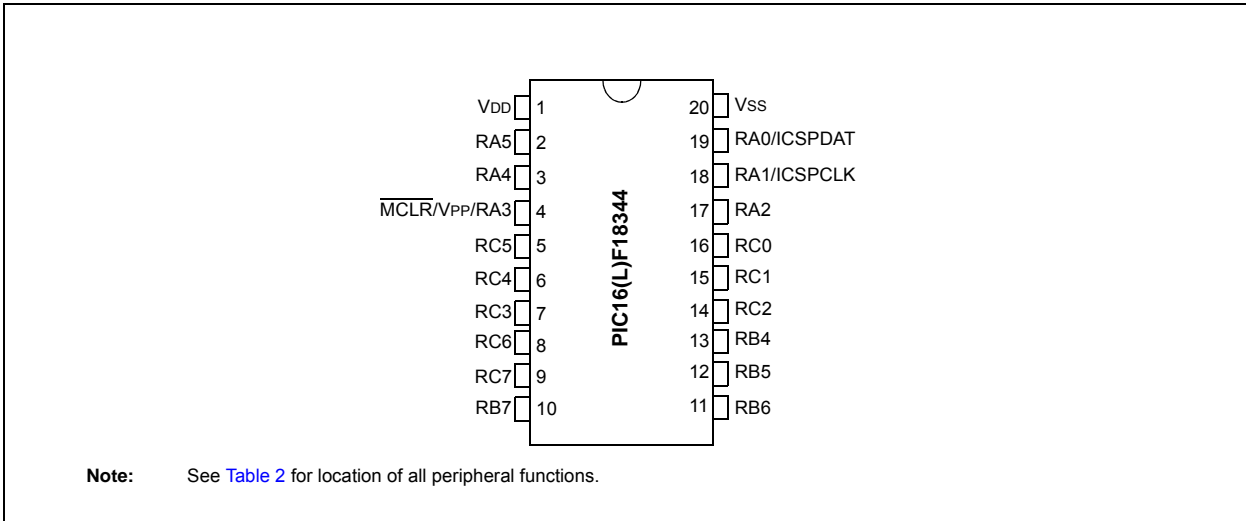 VDD 1 20 VSS
RA5 2 19 RA0/ICSPDAT
RA4 3 18 RA1/ICSPCLK
MCLR/VPP/RA3 4 17 RA2
RC5 5 16 RC0
RC4 6 15 RC1
RC3 7 14 RC2
RC6 8 13 RB4
RC7 9 12 RB5
RB7 10 11 RB6
PIC16(L)F18344
Note: See Table 2 for location of all peripheral functions.